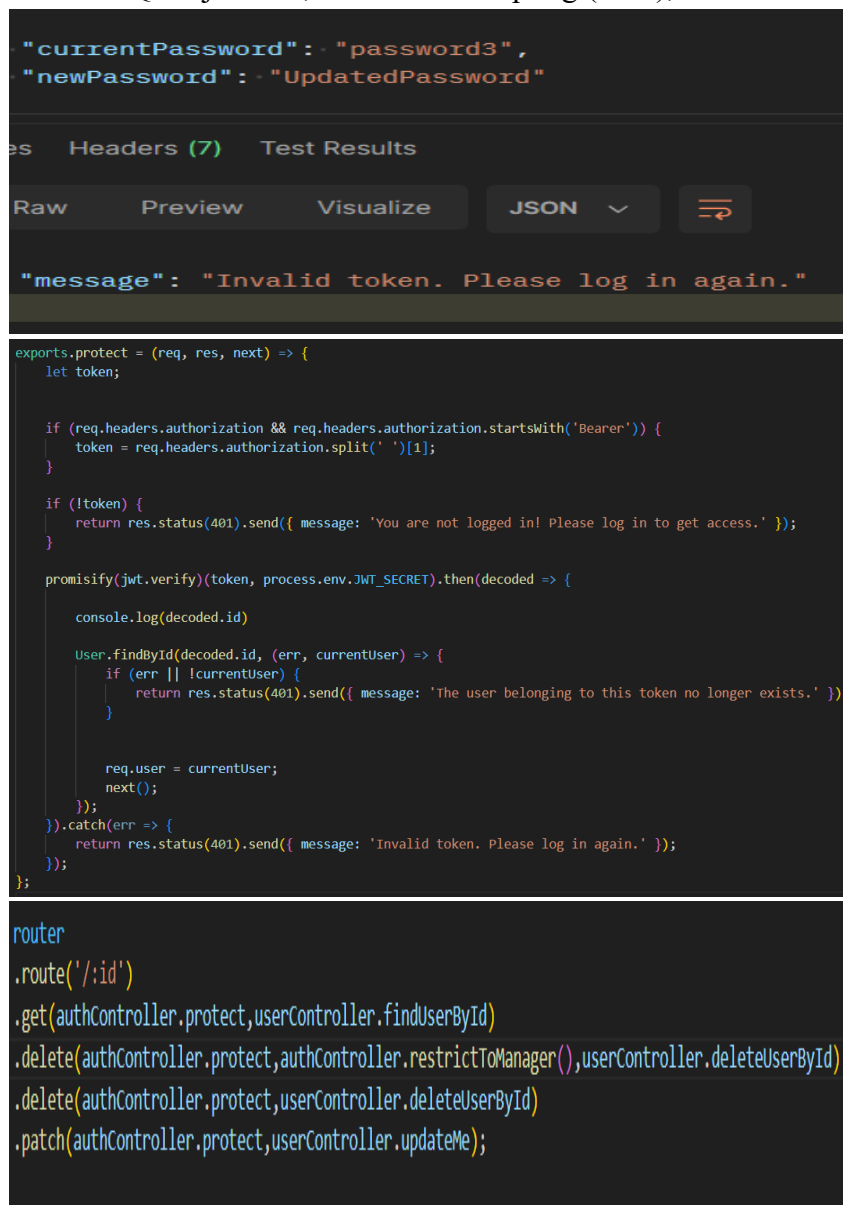 "currentPassword": "password3",
"newPassword": "UpdatedPassword"
es Headers (7) Test Results
Raw Preview Visualize JSON
"message": "Invalid token. Please log in again."
exports.protect = (req, res, next) => {
let token;
if (req.headers.authorization && req.headers.authorization.startsWith('Bearer')) {
token = req.headers.authorization.split(' ')[1];
}
if (!token) {
return res.status(401).send({ message: 'You are not logged in! Please log in to get access.' });
}
promisify(jwt.verify)(token, process.env.JWT_SECRET).then(decoded => {
console.log(decoded.id)
User.findById(decoded.id, (err, currentUser) => {
if (err || !currentUser) {
return res.status(401).send({ message: 'The user belonging to this token no longer exists.' })
}
req.user = currentUser;
next();
});
}).catch(err => {
return res.status(401).send({ message: 'Invalid token. Please log in again.' });
});
};
router
.route('/:id')
.get(authController.protect,userController.findUserById)
.delete(authController.protect,authController.restrictToManager(),userController.deleteUserById)
.delete(authController.protect,userController.deleteUserById)
.patch(authController.protect,userController.updateMe);